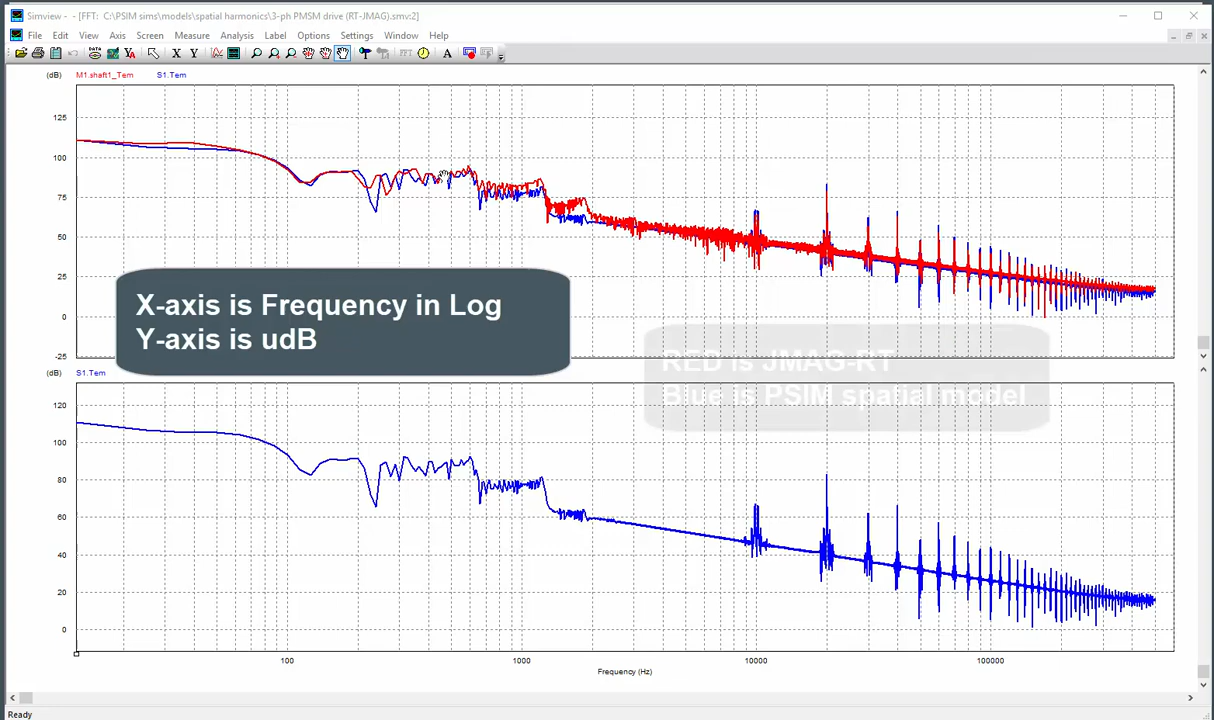 Simview - - [FFT: C:\PSIM sims\models\spatial harmonics\3-ph PMSM drive (RT-JMAG).smv:2]
File Edit View Axis Screen Measure Analysis Label Options Settings Window Help
DATA X Y FFT A
(dB) M1.shaft1_Tem S1.Tem
125
100
75
50
25
0
-25
X-axis is Frequency in Log
Y-axis is udB
RED is JMAG-RT
Blue is PSIM spatial model
(dB) S1.Tem
120
100
80
60
40
20
0
100 1000 10000 100000
Frequency (Hz)
Ready